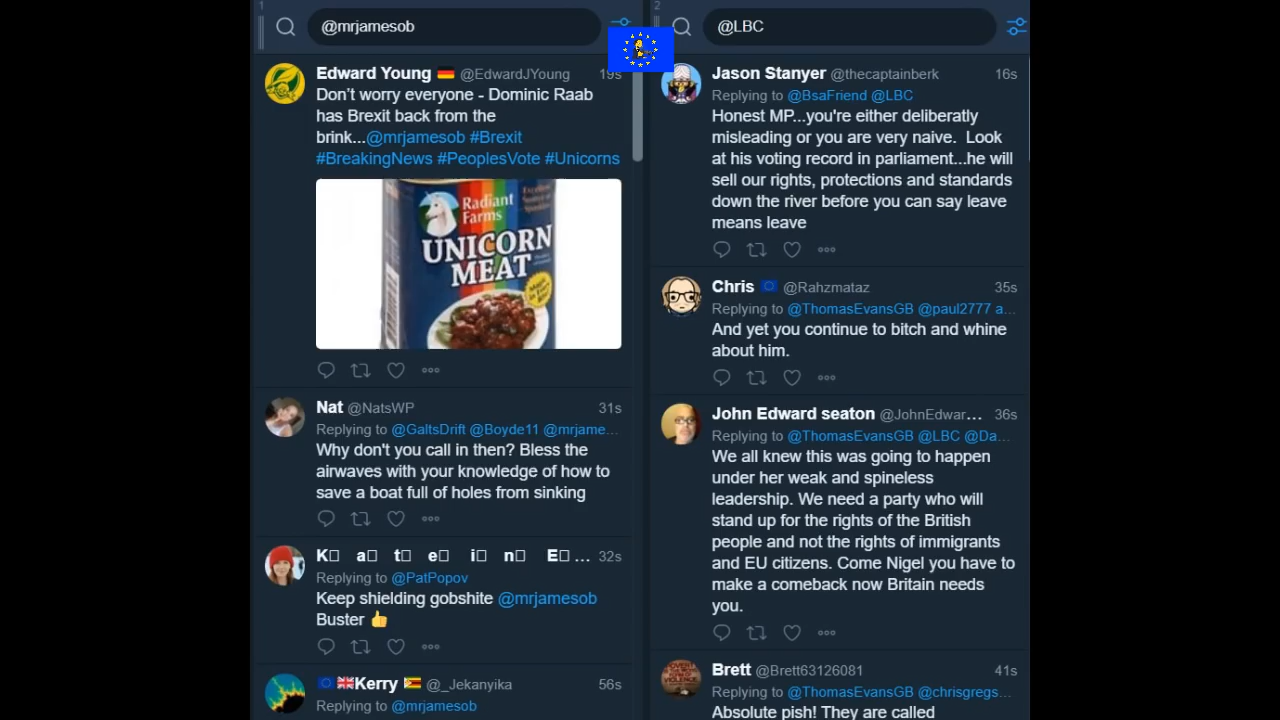 1
@mrjamesob
Edward Young @EdwardJYoung 19s
Don't worry everyone - Dominic Raab
has Brexit back from the
brink...@mrjamesob #Brexit
#BreakingNews #PeoplesVote #Unicorns
Radiant
Farms
Excellent
UNICORN
MEAT
Magic
in Every
Bite!
Nat @NatsWP 31s
Replying to @GaltsDrift @Boyde11 @mrjame...
Why don't you call in then? Bless the
airwaves with your knowledge of how to
save a boat full of holes from sinking
K□ a□ t□ e□ i□ n□ E□ ... 32s
Replying to @PatPopov
Keep shielding gobshite @mrjamesob
Buster 👍
🇪🇺🇬🇧Kerry 🇿🇼 @_Jekanyika 56s
Replying to @mrjamesob
2
@LBC
Jason Stanyer @thecaptainberk 16s
Replying to @BsaFriend @LBC
Honest MP...you're either deliberately
misleading or you are very naive. Look
at his voting record in parliament...he will
sell our rights, protections and standards
down the river before you can say leave
means leave
Chris 🇪🇺 @Rahzmataz 35s
Replying to @ThomasEvansGB @paul2777 a...
And yet you continue to bitch and whine
about him.
John Edward seaton @JohnEdwar... 36s
Replying to @ThomasEvansGB @LBC @Da...
We all knew this was going to happen
under her weak and spineless
leadership. We need a party who will
stand up for the rights of the British
people and not the rights of immigrants
and EU citizens. Come Nigel you have to
make a comeback now Britain needs
you.
Brett @Brett63126081 41s
Replying to @ThomasEvansGB @chrisgregs...
Absolute pish! They are called